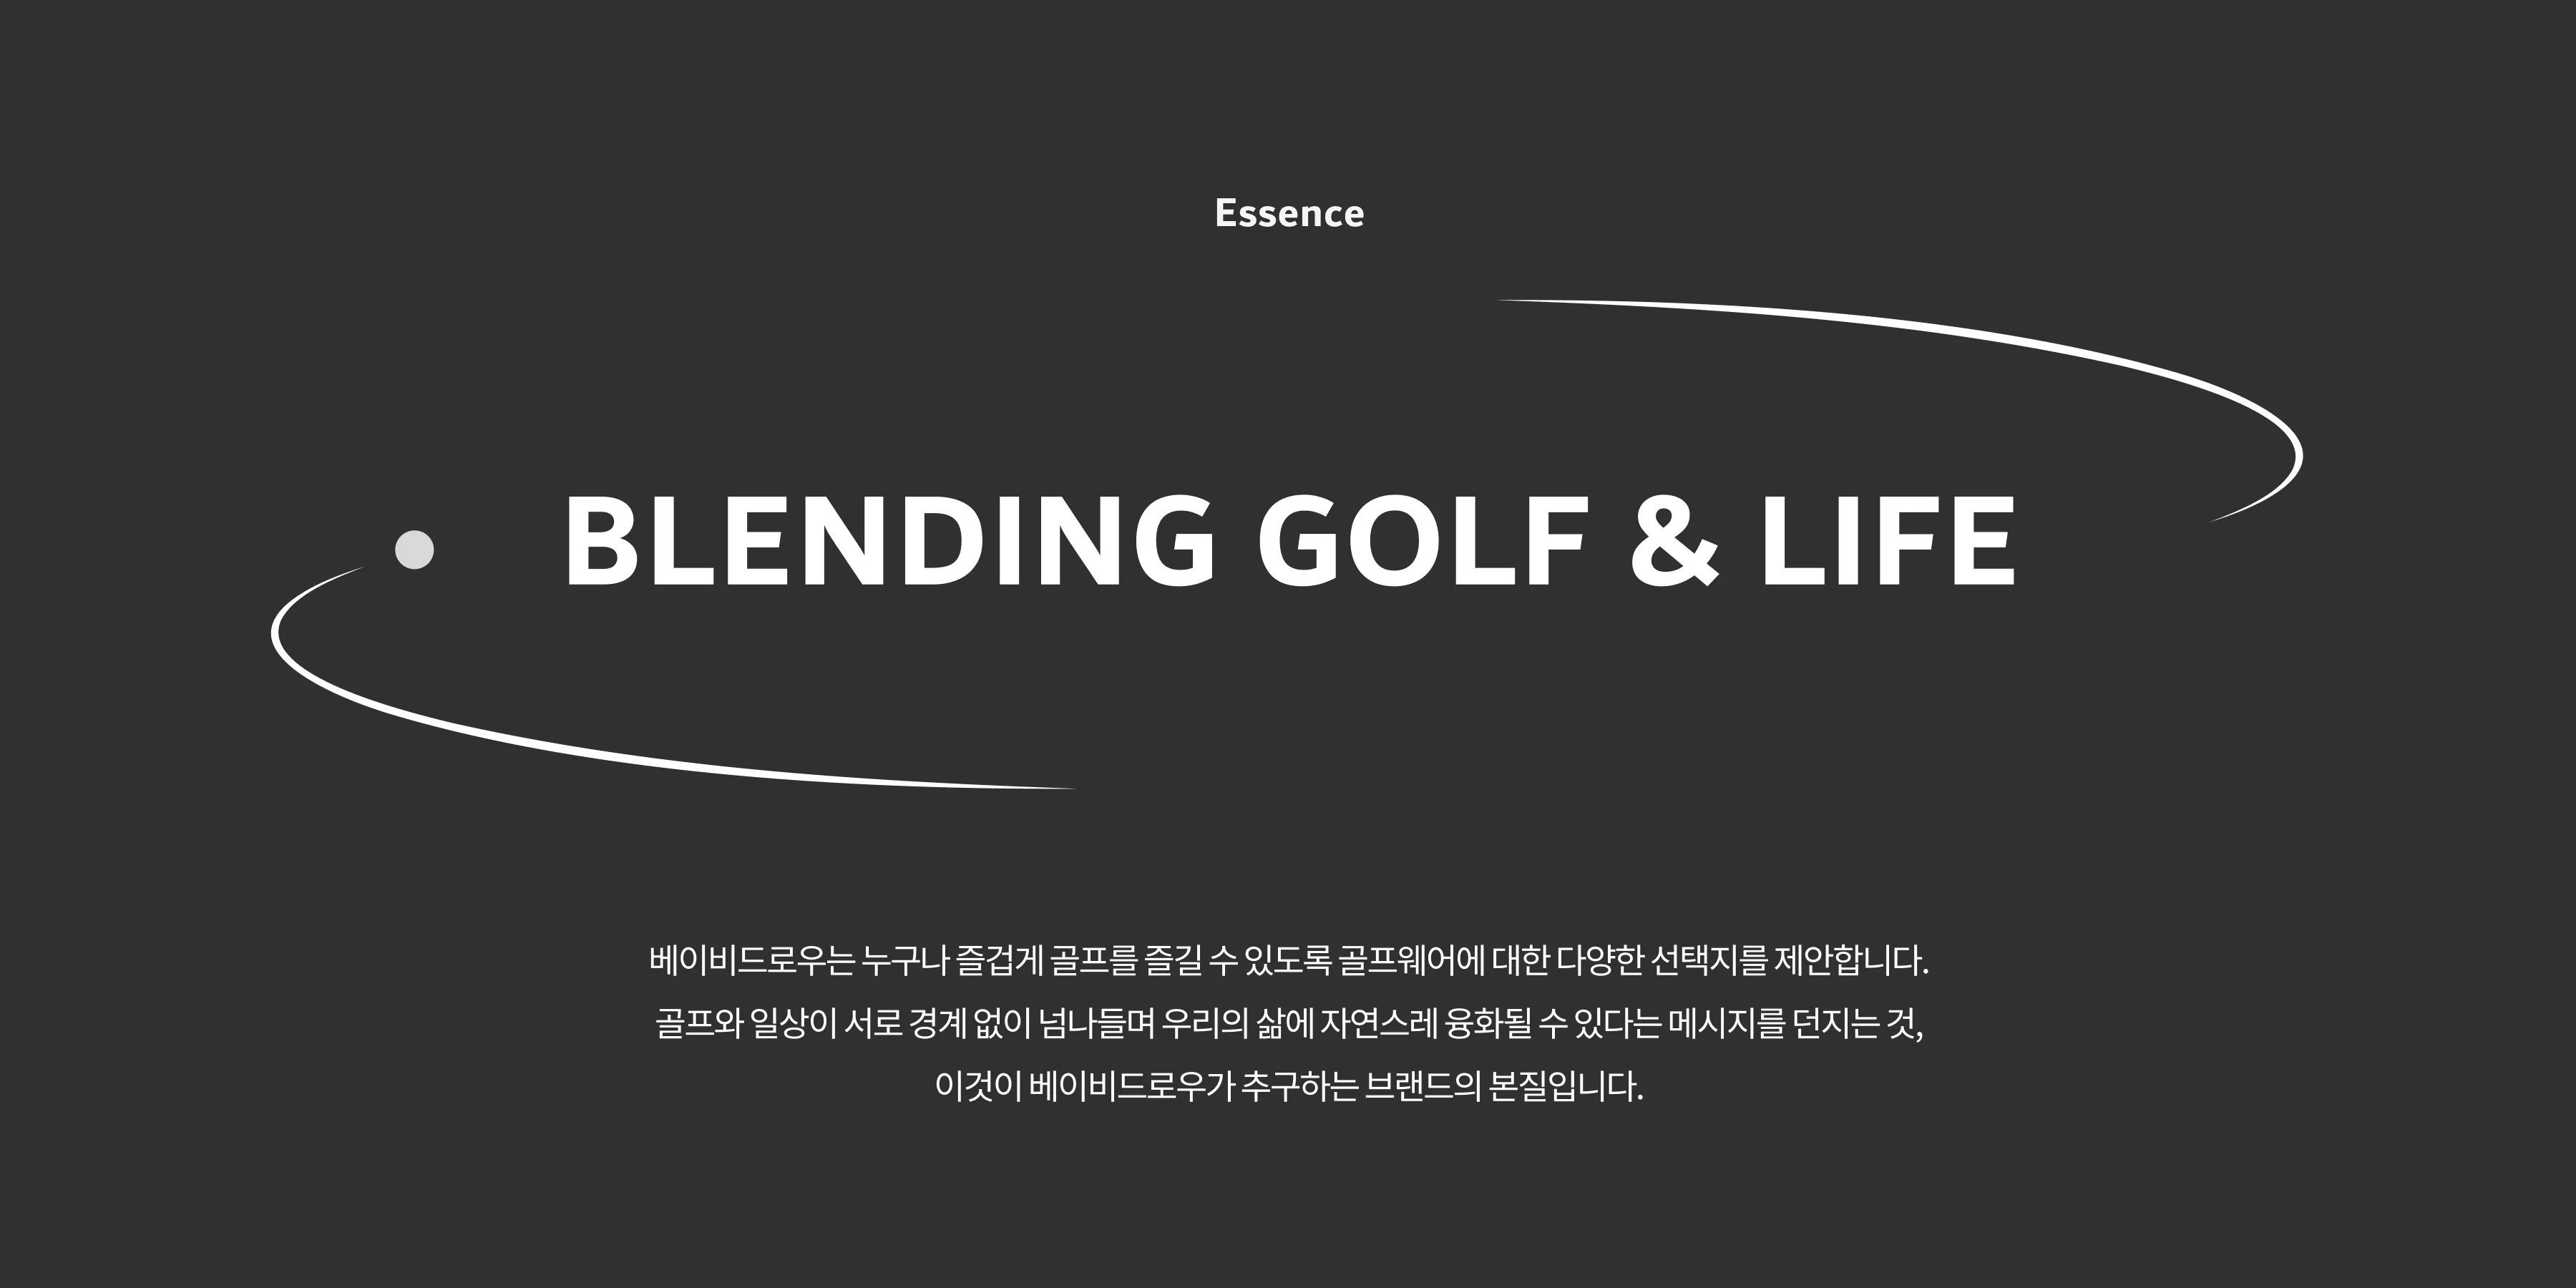 Essence
BLENDING GOLF & LIFE
베이비드로우는 누구나 즐겁게 골프를 즐길 수 있도록 골프웨어에 대한 다양한 선택지를 제안합니다.
골프와 일상이 서로 경계 없이 넘나들며 우리의 삶에 자연스레 융화될 수 있다는 메시지를 던지는 것,
이것이 베이비드로우가 추구하는 브랜드의 본질입니다.